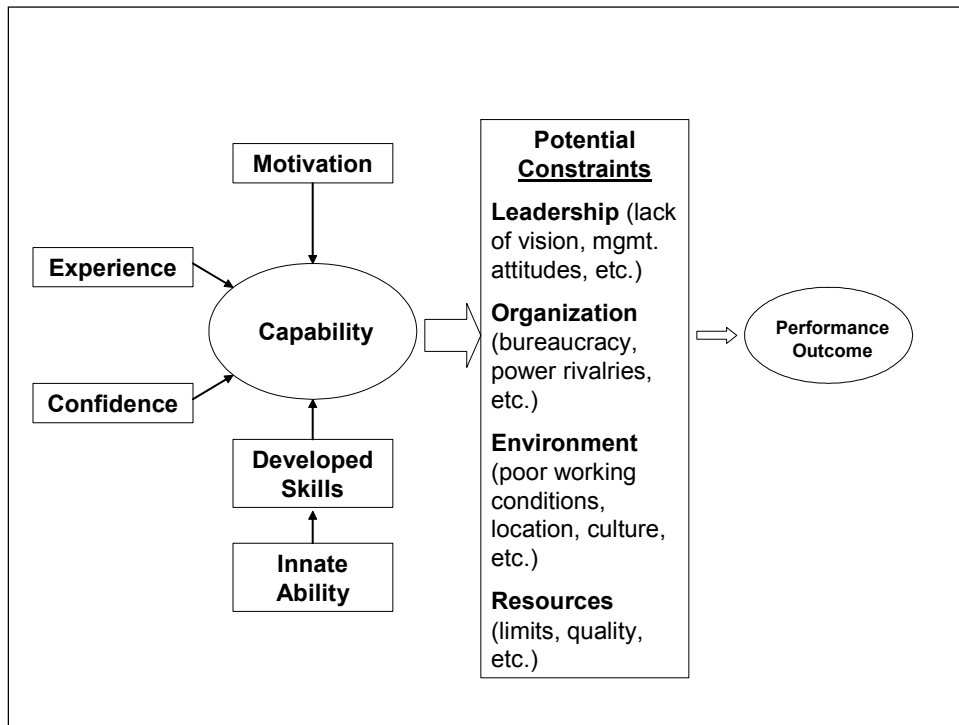 Motivation
Experience
Capability
Confidence
Developed
Skills
Innate
Ability
Potential
Constraints
Leadership (lack
of vision, mgmt.
attitudes, etc.)
Organization
(bureaucracy,
power rivalries,
etc.)
Environment
(poor working
conditions,
location, culture,
etc.)
Resources
(limits, quality,
etc.)
Performance
Outcome